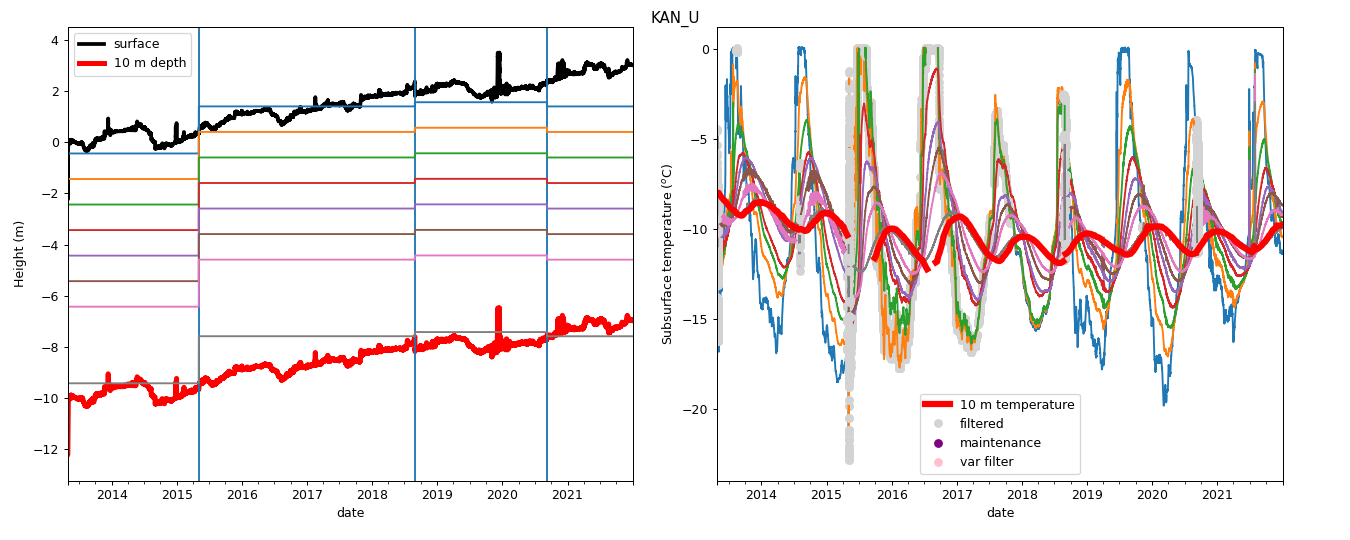 KAN_U
surface
10 m depth
Height (m)
4
2
0
−2
−4
−6
−8
−10
−12
2014 2015 2016 2017 2018 2019 2020 2021
date
Subsurface temperature (°C)
0
−5
−10
−15
−20
10 m temperature
filtered
maintenance
var filter
2014 2015 2016 2017 2018 2019 2020 2021
date